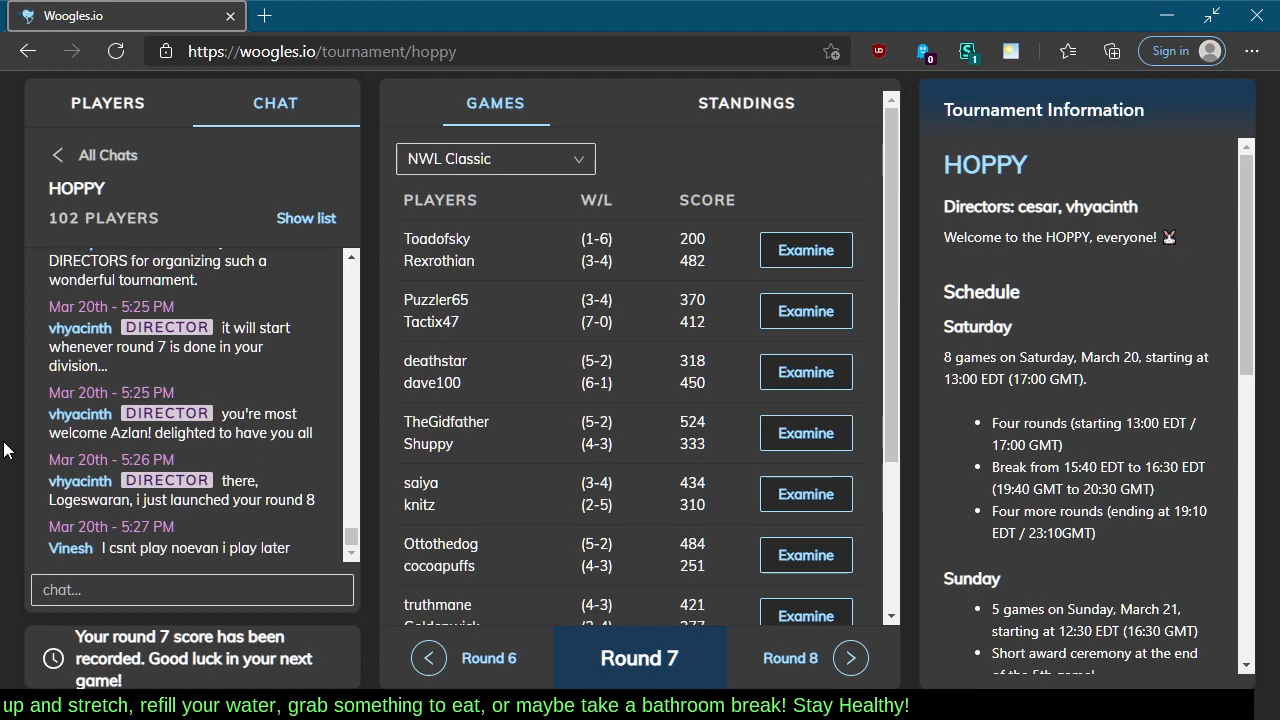 Woogles.io
https://woogles.io/tournament/hoppy
0
1
Sign in
PLAYERS
CHAT
All Chats
HOPPY
102 PLAYERS
Show list
DIRECTORS for organizing such a
wonderful tournament.
Mar 20th - 5:25 PM
vhyacinth DIRECTOR it will start
whenever round 7 is done in your
division...
Mar 20th - 5:25 PM
vhyacinth DIRECTOR you're most
welcome Azlan! delighted to have you all
Mar 20th - 5:26 PM
vhyacinth DIRECTOR there,
Logeswaran, i just launched your round 8
Mar 20th - 5:27 PM
Vinesh I csnt play noevan i play later
chat...
Your round 7 score has been
recorded. Good luck in your next
game!
GAMES
STANDINGS
NWL Classic
PLAYERS W/L SCORE
Toadofsky (1-6) 200
Rexrothian (3-4) 482
Examine
Puzzler65 (3-4) 370
Tactix47 (7-0) 412
Examine
deathstar (5-2) 318
dave100 (6-1) 450
Examine
TheGidfather (5-2) 524
Shuppy (4-3) 333
Examine
saiya (3-4) 434
knitz (2-5) 310
Examine
Ottothedog (5-2) 484
cocoapuffs (4-3) 251
Examine
truthmane (4-3) 421
Examine
Round 6
Round 7
Round 8
Tournament Information
HOPPY
Directors: cesar, vhyacinth
Welcome to the HOPPY, everyone! 🐰
Schedule
Saturday
8 games on Saturday, March 20, starting at
13:00 EDT (17:00 GMT).
• Four rounds (starting 13:00 EDT /
17:00 GMT)
• Break from 15:40 EDT to 16:30 EDT
(19:40 GMT to 20:30 GMT)
• Four more rounds (ending at 19:10
EDT / 23:10GMT)
Sunday
• 5 games on Sunday, March 21,
starting at 12:30 EDT (16:30 GMT)
• Short award ceremony at the end
of the 5th game!
up and stretch, refill your water, grab something to eat, or maybe take a bathroom break! Stay Healthy!